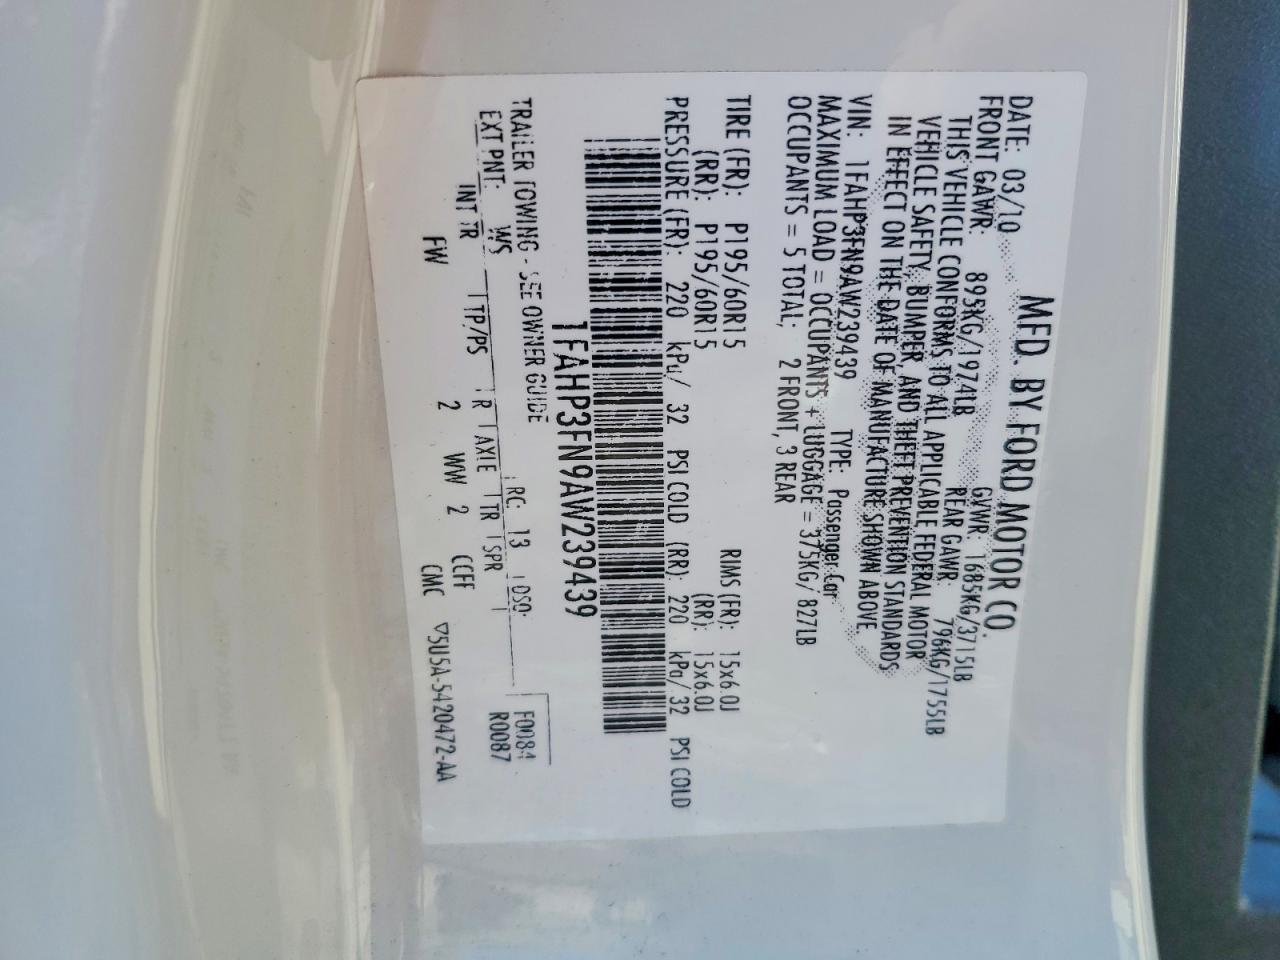 MFD. BY FORD MOTOR CO.
DATE: 03/10 GVWR: 1685KG/3715LB
FRONT GAWR: 895KG/1974LB REAR GAWR: 796KG/1755LB
THIS VEHICLE CONFORMS TO ALL APPLICABLE FEDERAL MOTOR
VEHICLE SAFETY, BUMPER, AND THEFT PREVENTION STANDARDS
IN EFFECT ON THE DATE OF MANUFACTURE SHOWN ABOVE.
VIN: 1FAHP3FN9AW239439 TYPE: Passenger Car
MAXIMUM LOAD = OCCUPANTS + LUGGAGE = 375KG/ 827LB
OCCUPANTS = 5 TOTAL, 2 FRONT, 3 REAR
TIRE (FR): P195/60R15 RIMS (FR): 15x6.0J
(RR): P195/60R15 (RR): 15x6.0J
PRESSURE (FR): 220 kPa/ 32 PSI COLD (RR): 220 kPa/ 32 PSI COLD
1FAHP3FN9AW239439
TRAILER TOWING - SEE OWNER GUIDE RC: 13 DSO: F0084
EXT PNT: WS R0087
INT TR TP/PS R AXLE TR SPR
FW 2 WW 2 CCFF
CMC ▽5U5A-5420472-AA